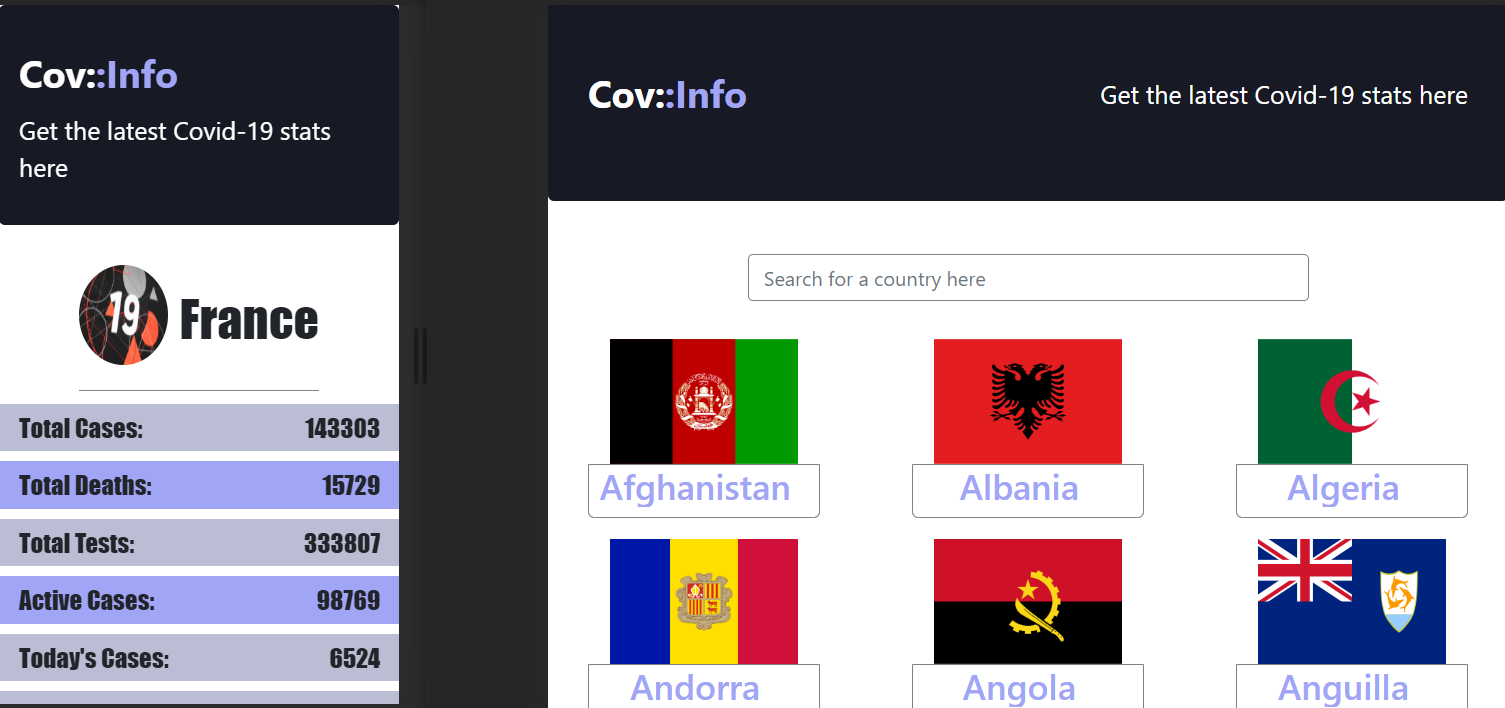 Cov::Info
Get the latest Covid-19 stats
here
19
France
Total Cases: 143303
Total Deaths: 15729
Total Tests: 333807
Active Cases: 98769
Today's Cases: 6524
Cov::Info
Get the latest Covid-19 stats here
Search for a country here
Afghanistan Albania Algeria
Andorra Angola Anguilla